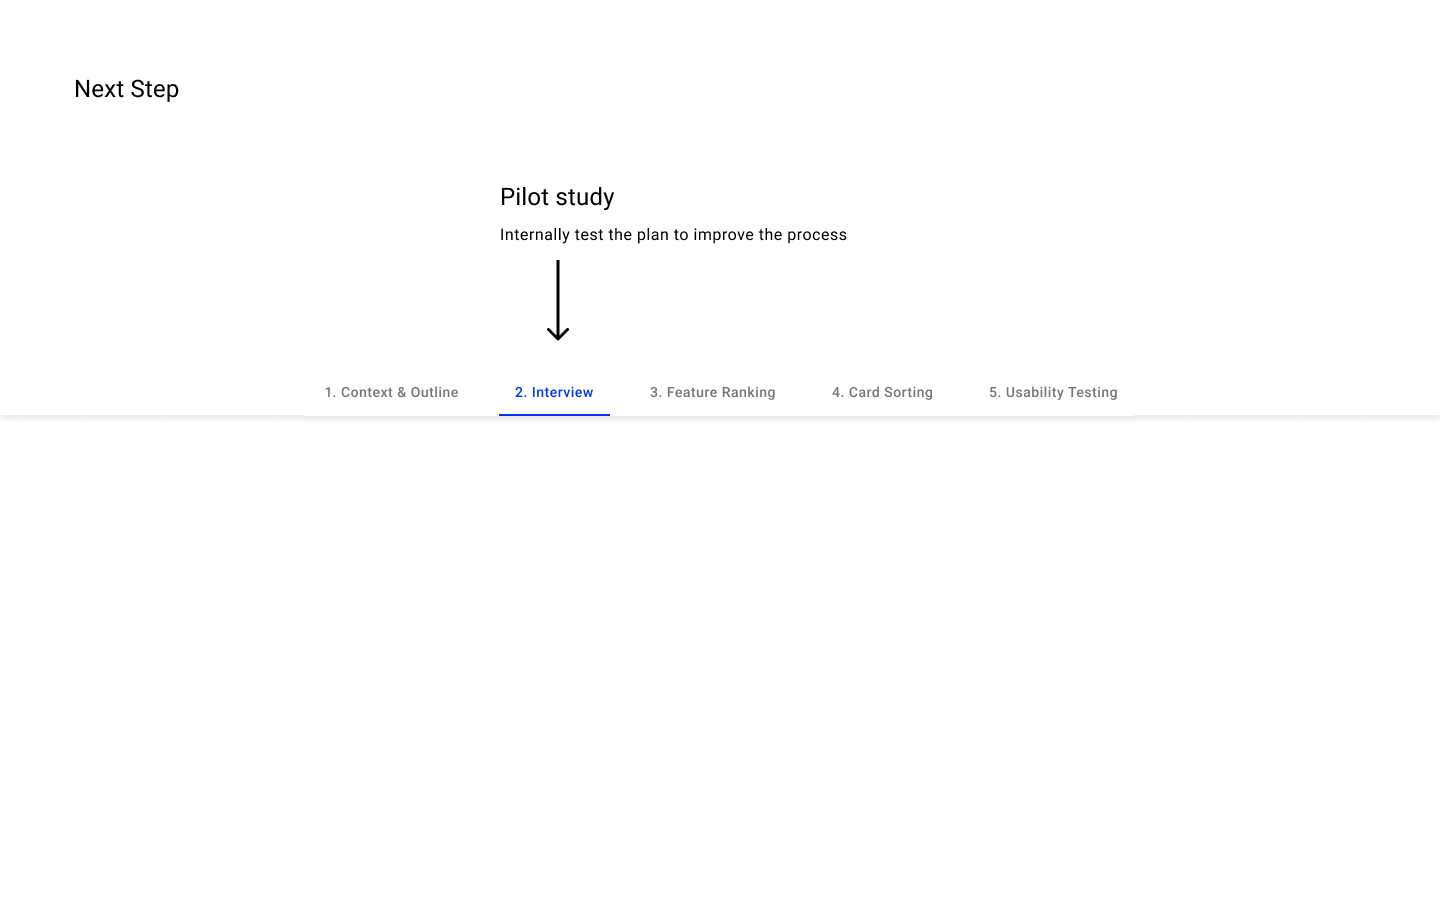 Next Step
Pilot study
Internally test the plan to improve the process
1. Context & Outline
2. Interview
3. Feature Ranking
4. Card Sorting
5. Usability Testing